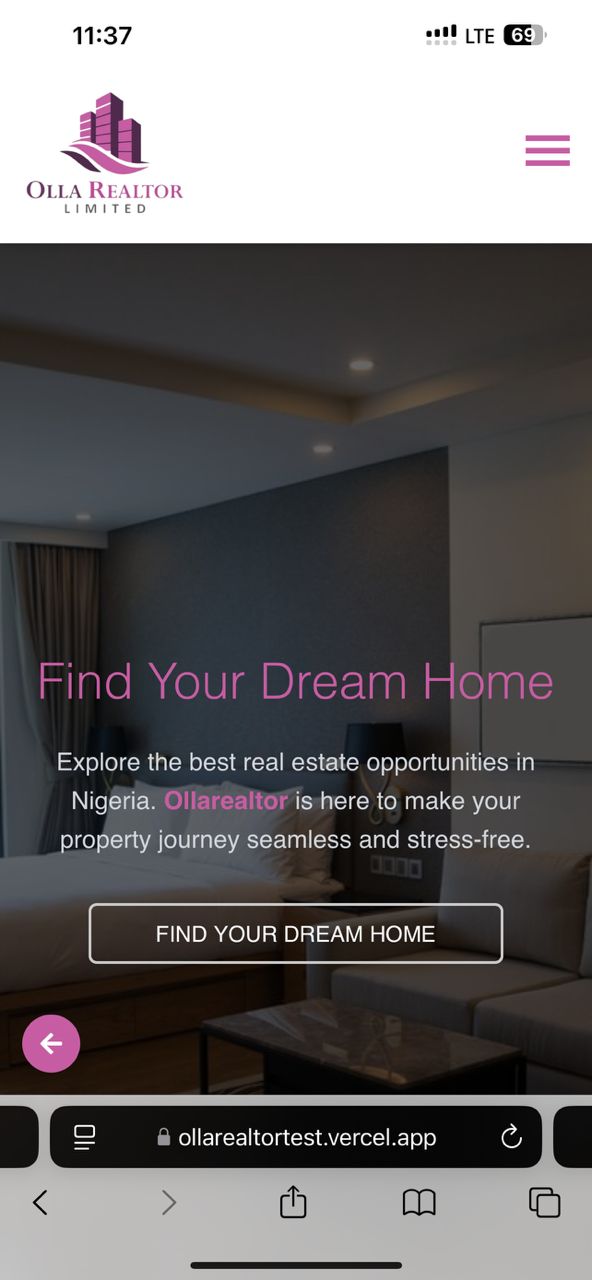 11:37
LTE 69
OLLA REALTOR
LIMITED
Find Your Dream Home
Explore the best real estate opportunities in
Nigeria. Ollarealtor is here to make your
property journey seamless and stress-free.
FIND YOUR DREAM HOME
ollarealtortest.vercel.app